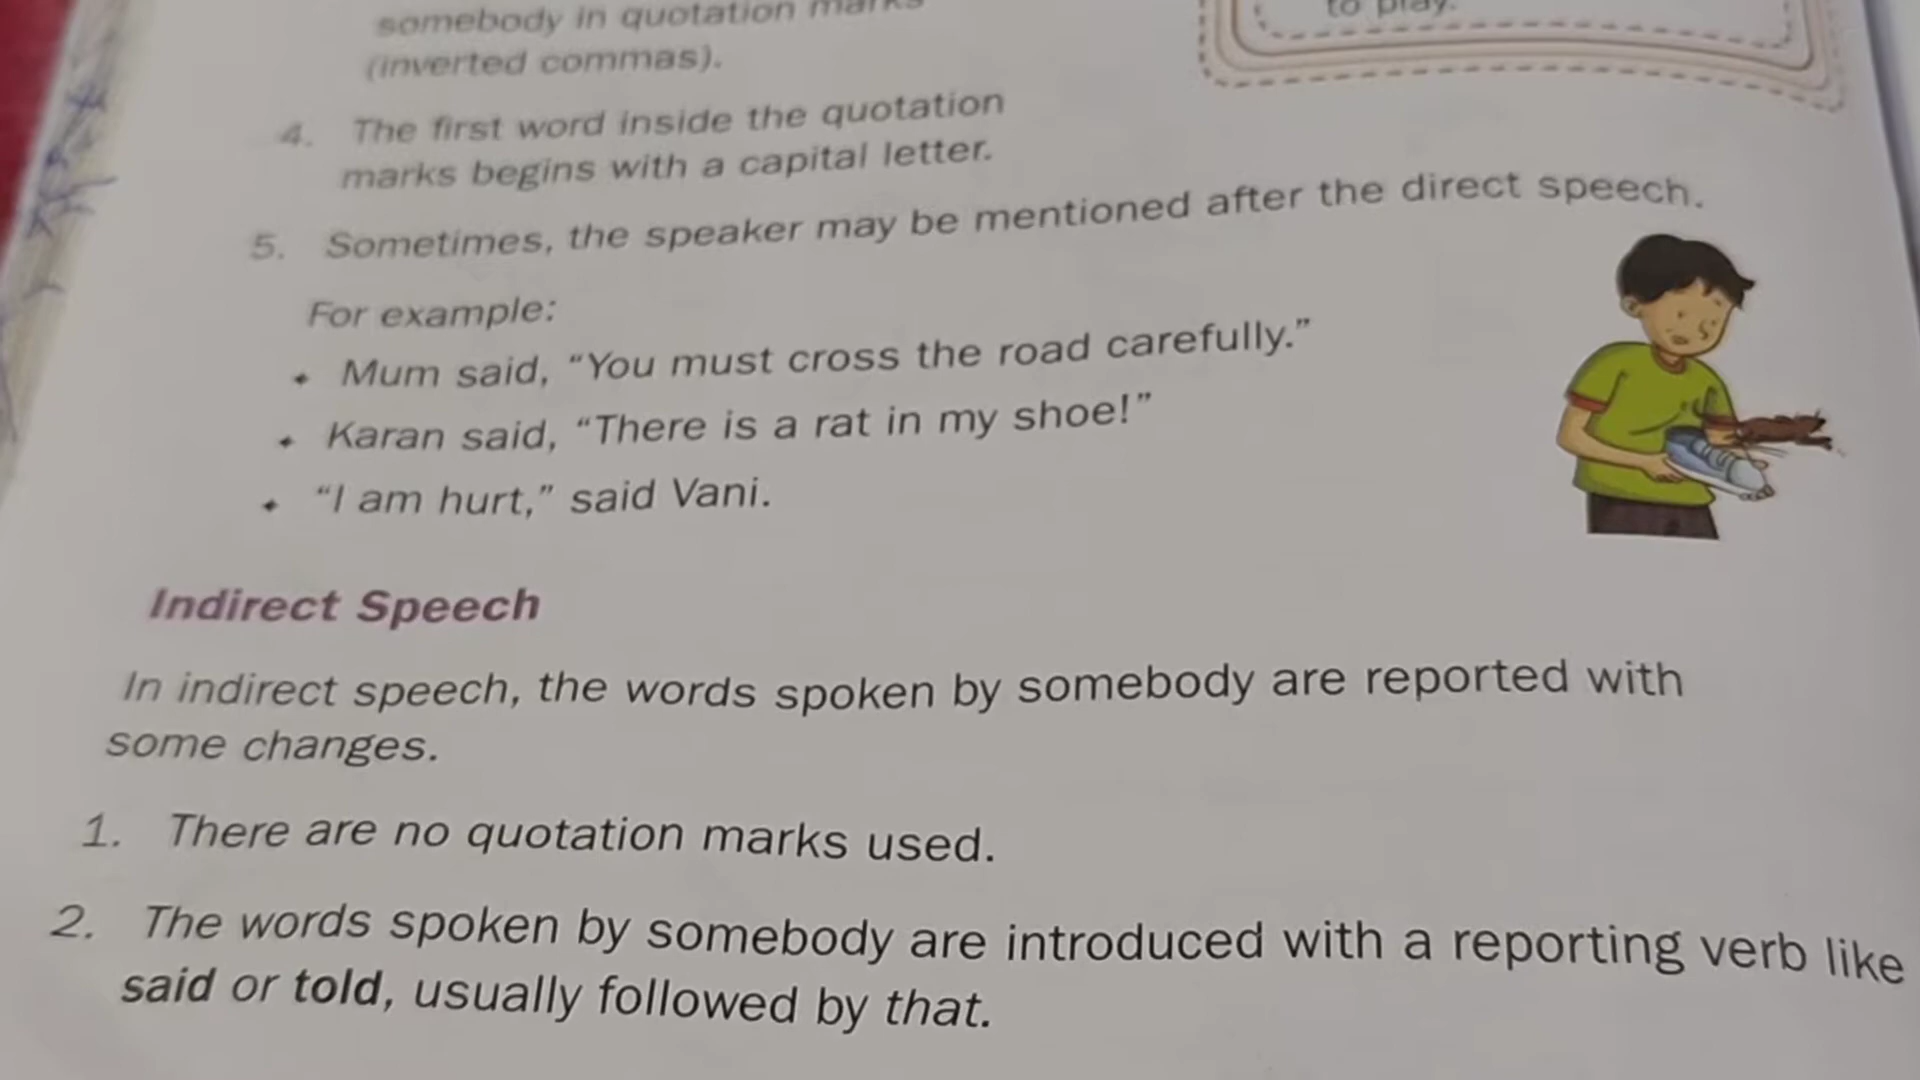 somebody in quotation marks
(inverted commas).
to play.
4. The first word inside the quotation
marks begins with a capital letter.
5. Sometimes, the speaker may be mentioned after the direct speech.
For example:
Mum said, “You must cross the road carefully.”
Karan said, “There is a rat in my shoe!”
“I am hurt,” said Vani.
Indirect Speech
In indirect speech, the words spoken by somebody are reported with
some changes.
1. There are no quotation marks used.
2. The words spoken by somebody are introduced with a reporting verb like
said or told, usually followed by that.